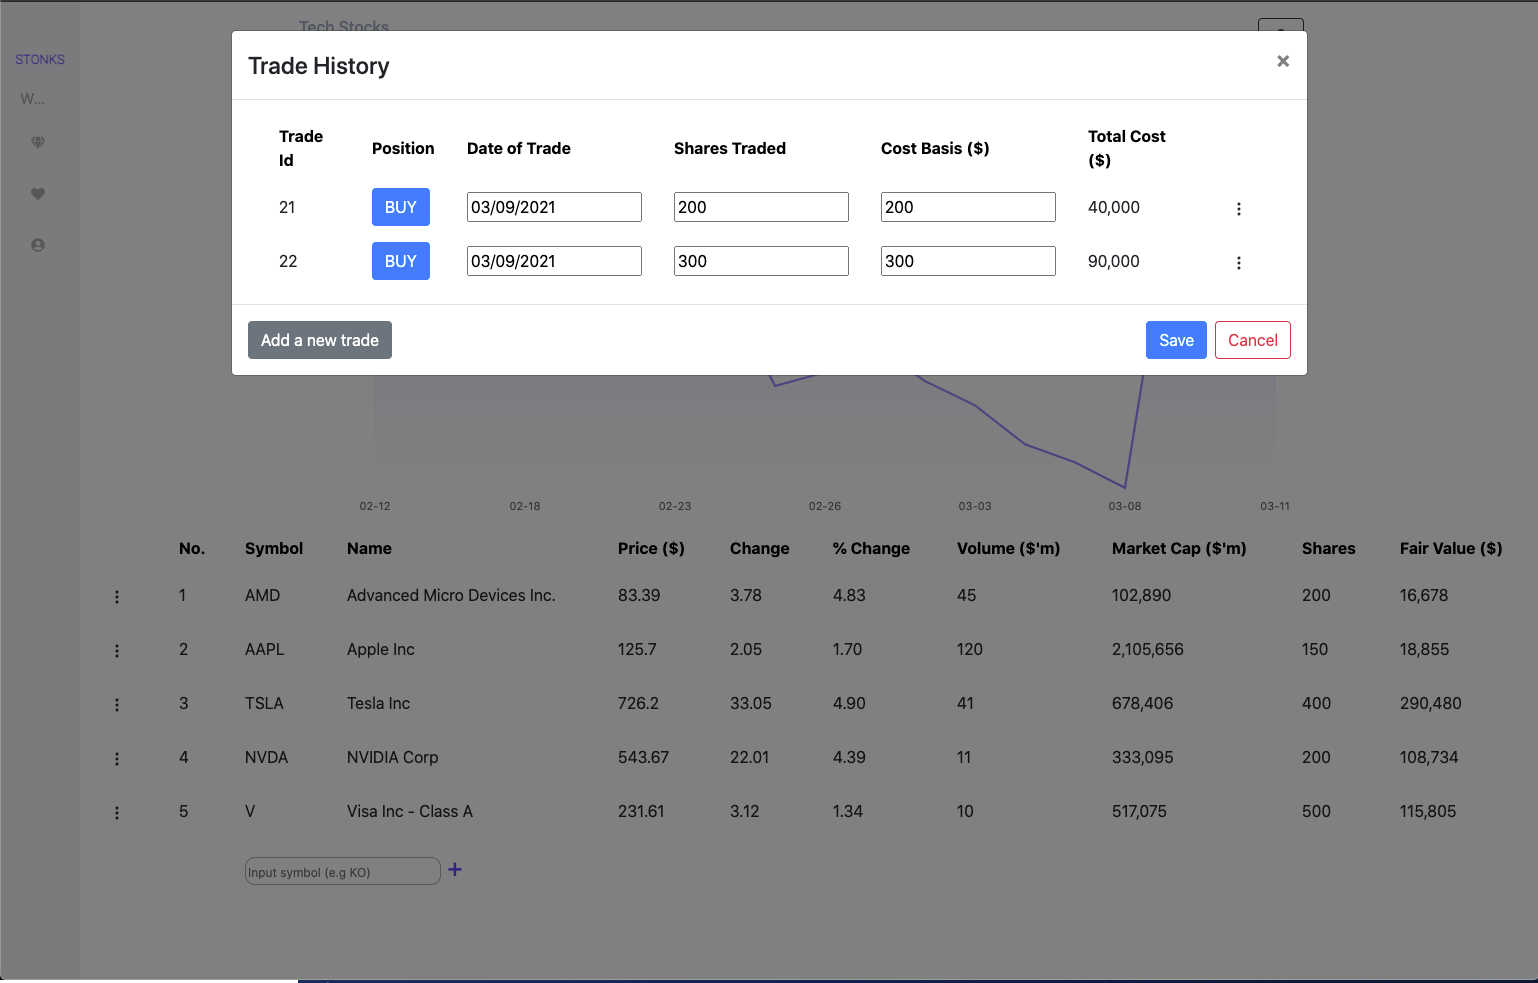 Tech Stocks
STONKS
W...
Trade History
×
Trade Id Position Date of Trade Shares Traded Cost Basis ($) Total Cost ($)
21 BUY 03/09/2021 200 200 40,000
22 BUY 03/09/2021 300 300 90,000
Add a new trade Save Cancel
02-12 02-18 02-23 02-26 03-03 03-08 03-11
No. Symbol Name Price ($) Change % Change Volume ($'m) Market Cap ($'m) Shares Fair Value ($)
1 AMD Advanced Micro Devices Inc. 83.39 3.78 4.83 45 102,890 200 16,678
2 AAPL Apple Inc 125.7 2.05 1.70 120 2,105,656 150 18,855
3 TSLA Tesla Inc 726.2 33.05 4.90 41 678,406 400 290,480
4 NVDA NVIDIA Corp 543.67 22.01 4.39 11 333,095 200 108,734
5 V Visa Inc - Class A 231.61 3.12 1.34 10 517,075 500 115,805
Input symbol (e.g KO) +